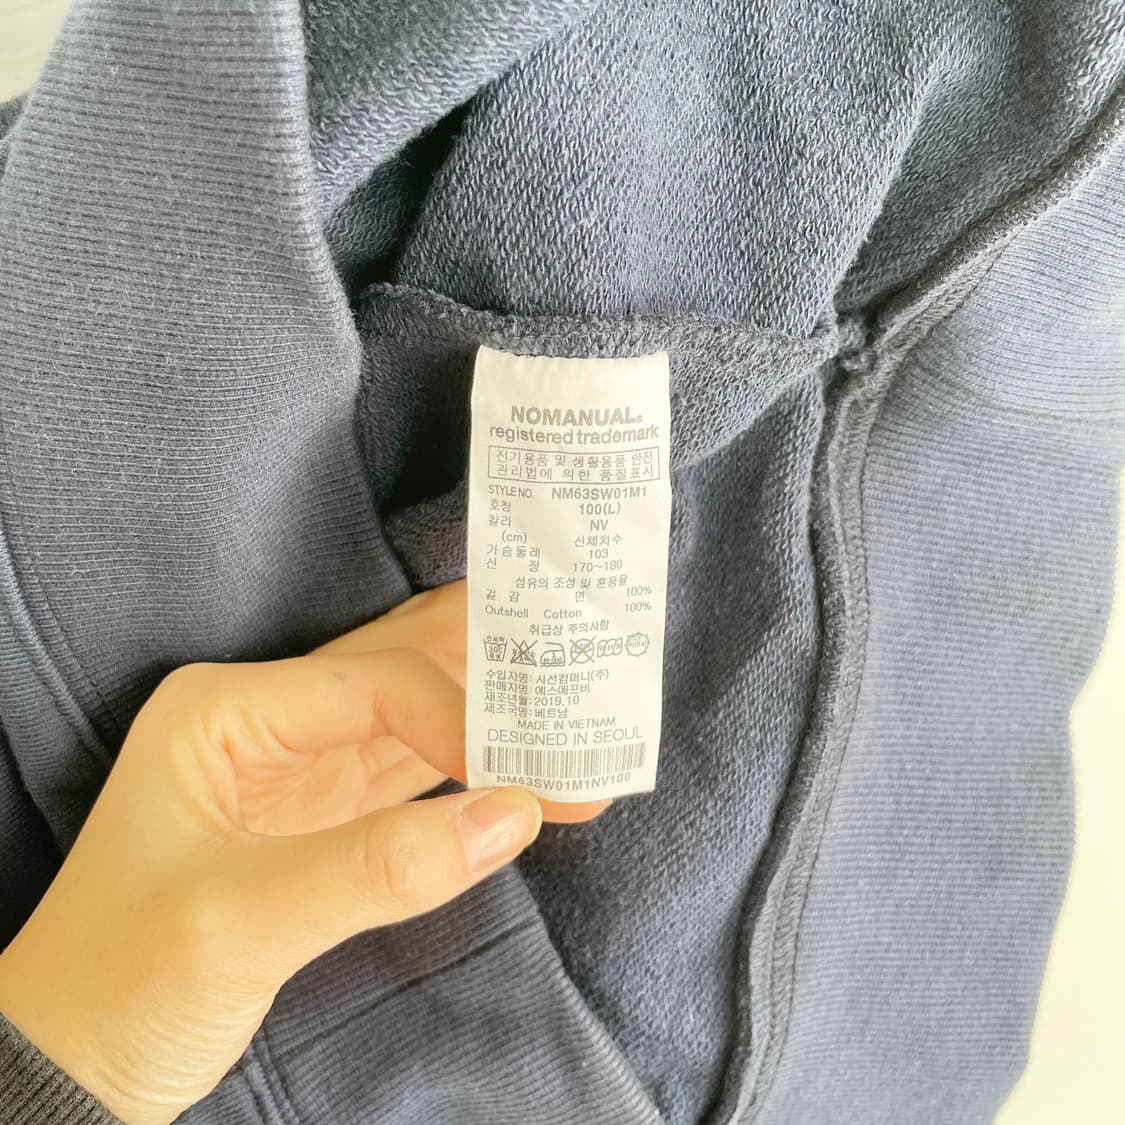 NOMANUAL®
registered trademark
전기용품 및 생활용품 안전
관리법에 의한 품질표시
STYLE NO. NM63SW01M1
호칭 100(L)
칼라 NV
(cm) 신체치수
가슴둘레 103
신 장 170~180
섬유의 조성 및 혼용율
겉 감 면 100%
Outshell Cotton 100%
취급상 주의사항
수입자명: 시선컴퍼니(주)
판매자명: 에스에프비
제조년월: 2019.10
제조국명: 베트남
MADE IN VIETNAM
DESIGNED IN SEOUL
NM63SW01M1NV100